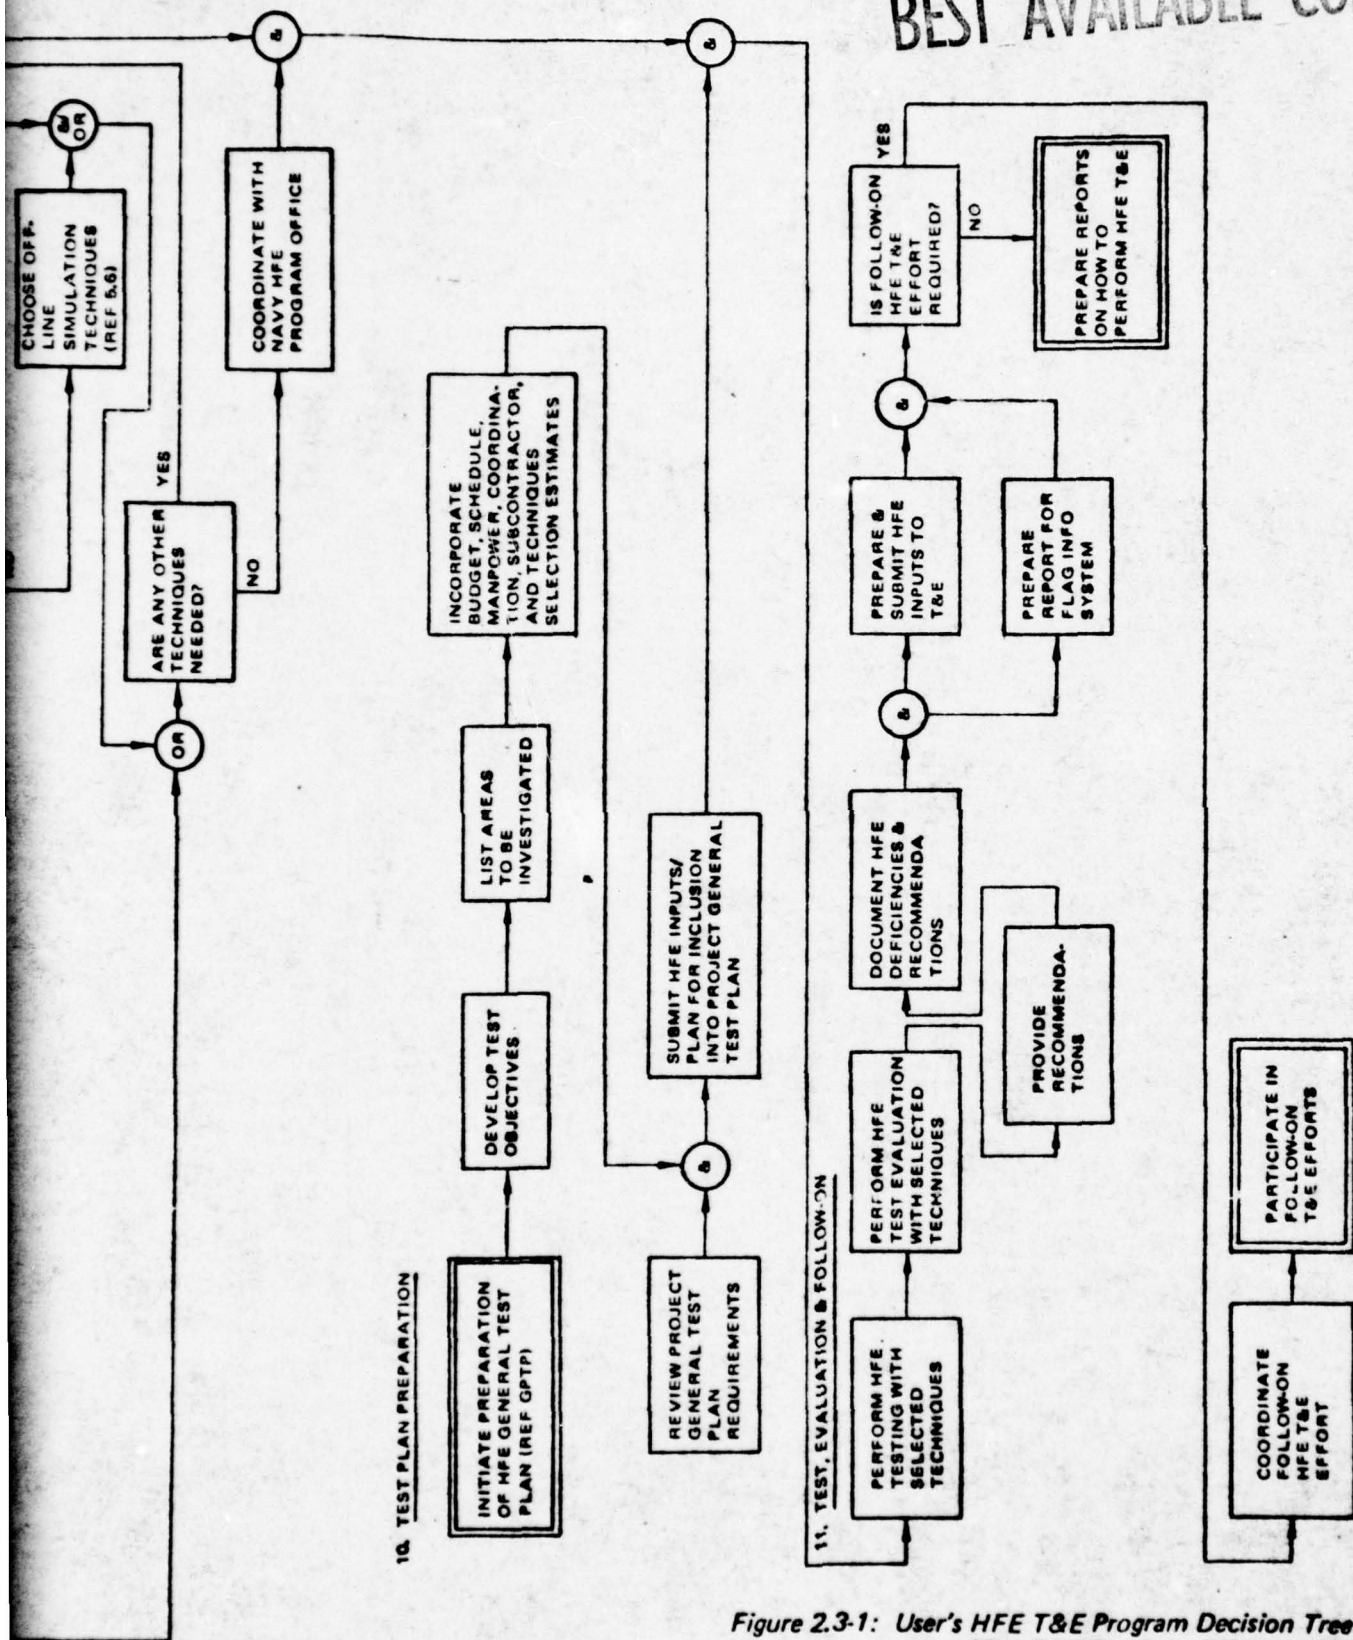 BEST AVAILABLE
&
&
& OR
CHOOSE OFF.
LINE
SIMULATION
TECHNIQUES
(REF 5.6)
COORDINATE WITH
NAVY HFE
PROGRAM OFFICE
YES
ARE ANY OTHER
TECHNIQUES
NEEDED?
NO
OR
10. TEST PLAN PREPARATION
INITIATE PREPARATION
OF HFE GENERAL TEST
PLAN (REF GPTP)
DEVELOP TEST
OBJECTIVES
LIST AREAS
TO BE
INVESTIGATED
INCORPORATE
BUDGET, SCHEDULE,
MANPOWER, COORDINA-
TION, SUBCONTRACTOR,
AND TECHNIQUES
SELECTION ESTIMATES
REVIEW PROJECT
GENERAL TEST
PLAN
REQUIREMENTS
&
SUBMIT HFE INPUTS/
PLAN FOR INCLUSION
INTO PROJECT GENERAL
TEST PLAN
11. TEST, EVALUATION & FOLLOW-ON
PERFORM HFE
TESTING WITH
SELECTED
TECHNIQUES
PERFORM HFE
TEST EVALUATION
WITH SELECTED
TECHNIQUES
PROVIDE
RECOMMENDA-
TIONS
DOCUMENT HFE
DEFICIENCIES &
RECOMMENDA
TIONS
&
PREPARE &
SUBMIT HFE
INPUTS TO
T&E
PREPARE
REPORT FOR
FLAG INFO
SYSTEM
&
IS FOLLOW-ON
HFE T&E
EFFORT
REQUIRED?
YES
NO
PREPARE REPORTS
ON HOW TO
PERFORM HFE T&E
COORDINATE
FOLLOW-ON
HFE T&E
EFFORT
PARTICIPATE IN
FOLLOW-ON
T&E EFFORTS
Figure 2.3-1: User's HFE T&E Program Decision Tree